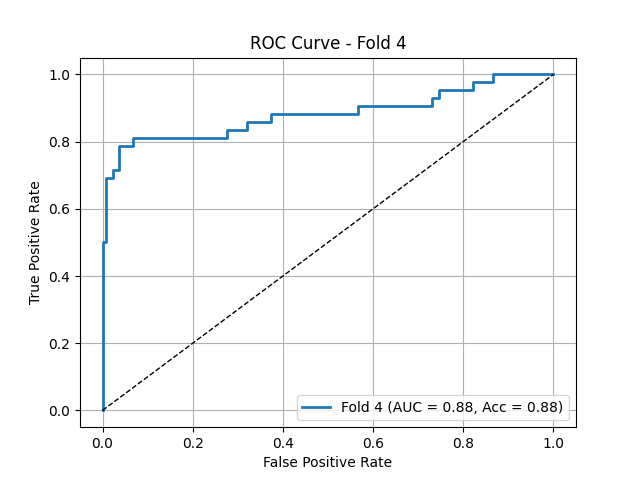 ROC Curve - Fold 4
True Positive Rate
1.0
0.8
0.6
0.4
0.2
0.0
Fold 4 (AUC = 0.88, Acc = 0.88)
0.0 0.2 0.4 0.6 0.8 1.0
False Positive Rate